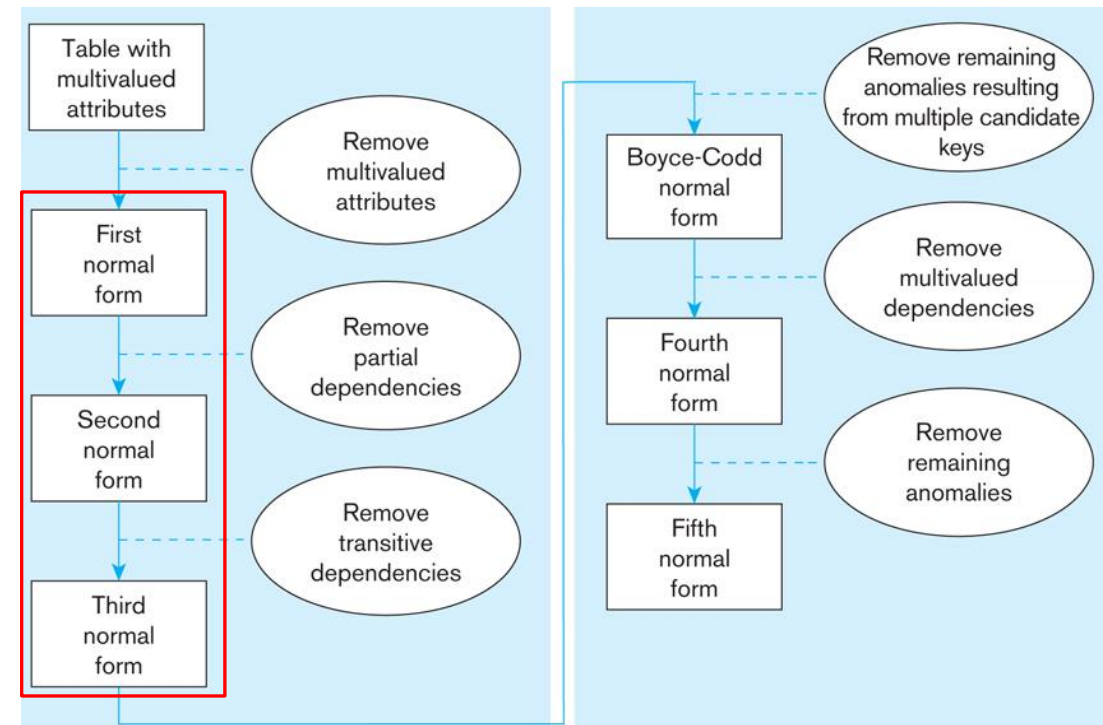 Table with
multivalued
attributes
Remove
multivalued
attributes
First
normal
form
Remove
partial
dependencies
Second
normal
form
Remove
transitive
dependencies
Third
normal
form
Remove remaining
anomalies resulting
from multiple candidate
keys
Boyce-Codd
normal
form
Remove
multivalued
dependencies
Fourth
normal
form
Remove
remaining
anomalies
Fifth
normal
form